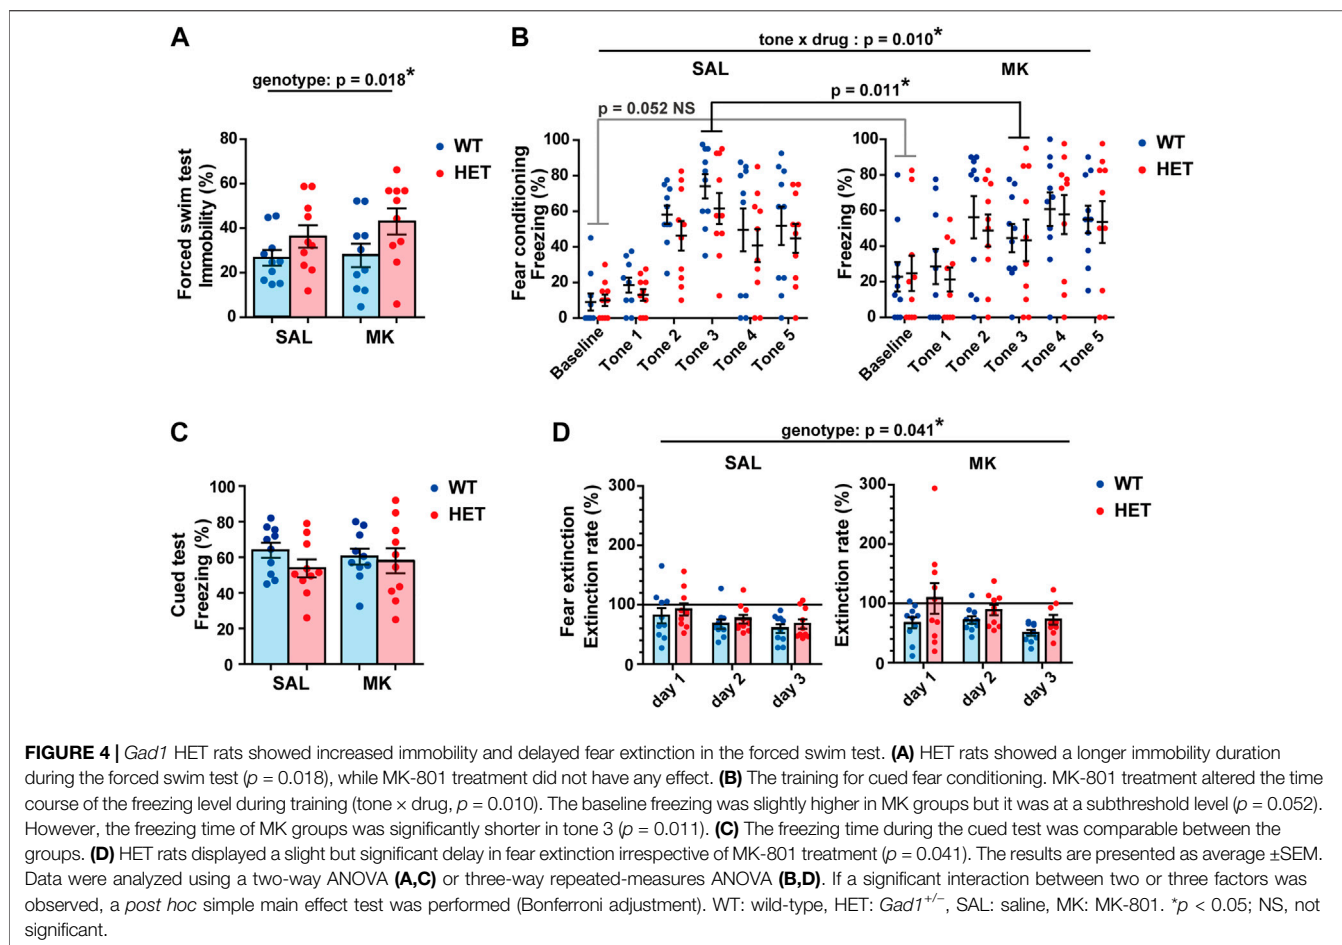 A
genotype: p = 0.018*
Forced swim test
Immobility (%)
80
60
40
20
0
SAL
MK
WT
HET
B
tone x drug : p = 0.010*
SAL
MK
p = 0.011*
p = 0.052 NS
Fear conditioning
Freezing (%)
100
80
60
40
20
0
Baseline
Tone 1
Tone 2
Tone 3
Tone 4
Tone 5
Freezing (%)
100
80
60
40
20
0
Baseline
Tone 1
Tone 2
Tone 3
Tone 4
Tone 5
WT
HET
C
Cued test
Freezing (%)
100
80
60
40
20
0
SAL
MK
WT
HET
D
genotype: p = 0.041*
SAL
MK
Fear extinction
Extinction rate (%)
300
200
100
0
day 1
day 2
day 3
Extinction rate (%)
300
200
100
0
day 1
day 2
day 3
WT
HET
FIGURE 4 | Gad1 HET rats showed increased immobility and delayed fear extinction in the forced swim test. (A) HET rats showed a longer immobility duration
during the forced swim test (p = 0.018), while MK-801 treatment did not have any effect. (B) The training for cued fear conditioning. MK-801 treatment altered the time
course of the freezing level during training (tone × drug, p = 0.010). The baseline freezing was slightly higher in MK groups but it was at a subthreshold level (p = 0.052).
However, the freezing time of MK groups was significantly shorter in tone 3 (p = 0.011). (C) The freezing time during the cued test was comparable between the
groups. (D) HET rats displayed a slight but significant delay in fear extinction irrespective of MK-801 treatment (p = 0.041). The results are presented as average ±SEM.
Data were analyzed using a two-way ANOVA (A,C) or three-way repeated-measures ANOVA (B,D). If a significant interaction between two or three factors was
observed, a post hoc simple main effect test was performed (Bonferroni adjustment). WT: wild-type, HET: Gad1+/−, SAL: saline, MK: MK-801. *p < 0.05; NS, not
significant.